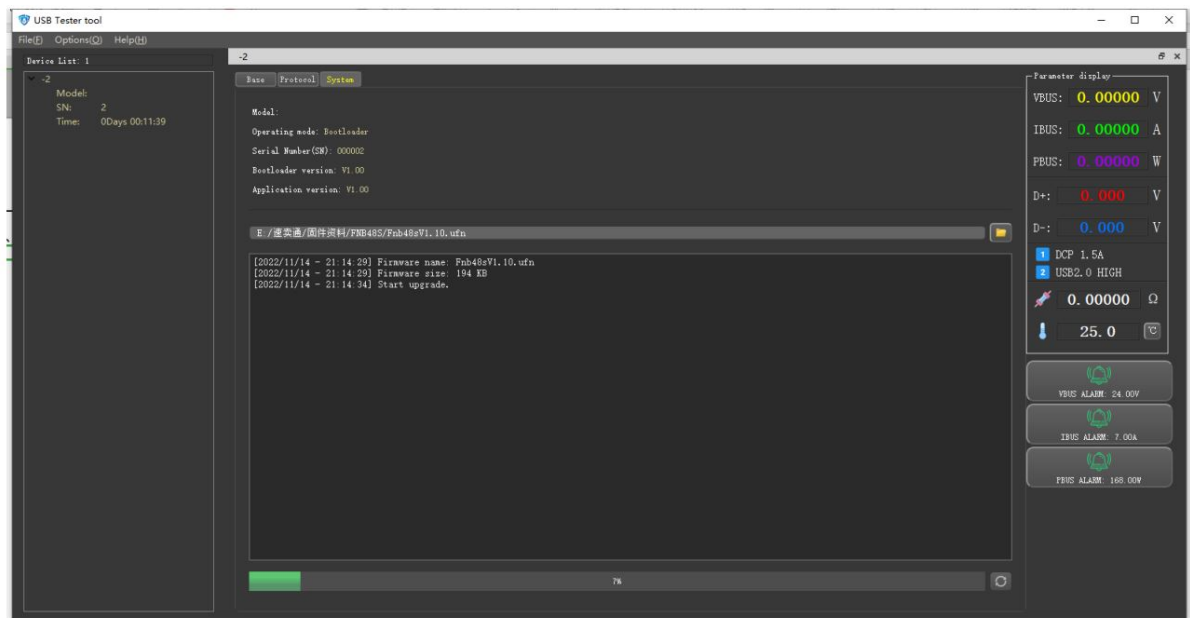 USB Tester tool
File(F) Options(O) Help(H)
Device List: 1
-2
Model:
SN: 2
Time: 0Days 00:11:39
-2
Base Protocol System
Model:
Operating mode: Bootloader
Serial Number(SN): 000002
Bootloader version: V1.00
Application version: V1.00
E:/速卖通/固件资料/FNB48S/Fnb48sV1.10.ufn
[2022/11/14 - 21:14:29] Firmware name: Fnb48sV1.10.ufn
[2022/11/14 - 21:14:29] Firmware size: 194 KB
[2022/11/14 - 21:14:34] Start upgrade.
7%
Parameter display
VBUS: 0.00000 V
IBUS: 0.00000 A
PBUS: 0.00000 W
D+: 0.000 V
D-: 0.000 V
1 DCP 1.5A
2 USB2.0 HIGH
0.00000 Ω
25.0 ℃
VBUS ALARM: 24.00V
IBUS ALARM: 7.00A
PBUS ALARM: 168.00W